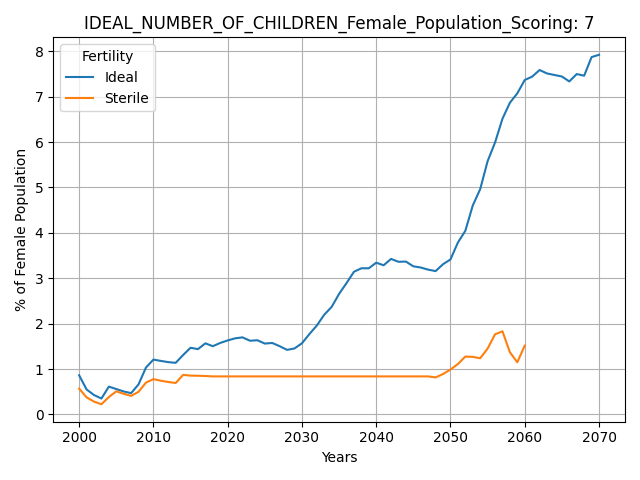 IDEAL_NUMBER_OF_CHILDREN_Female_Population_Scoring: 7
Fertility
Ideal
Sterile
% of Female Population
8
7
6
5
4
3
2
1
0
2000 2010 2020 2030 2040 2050 2060 2070
Years